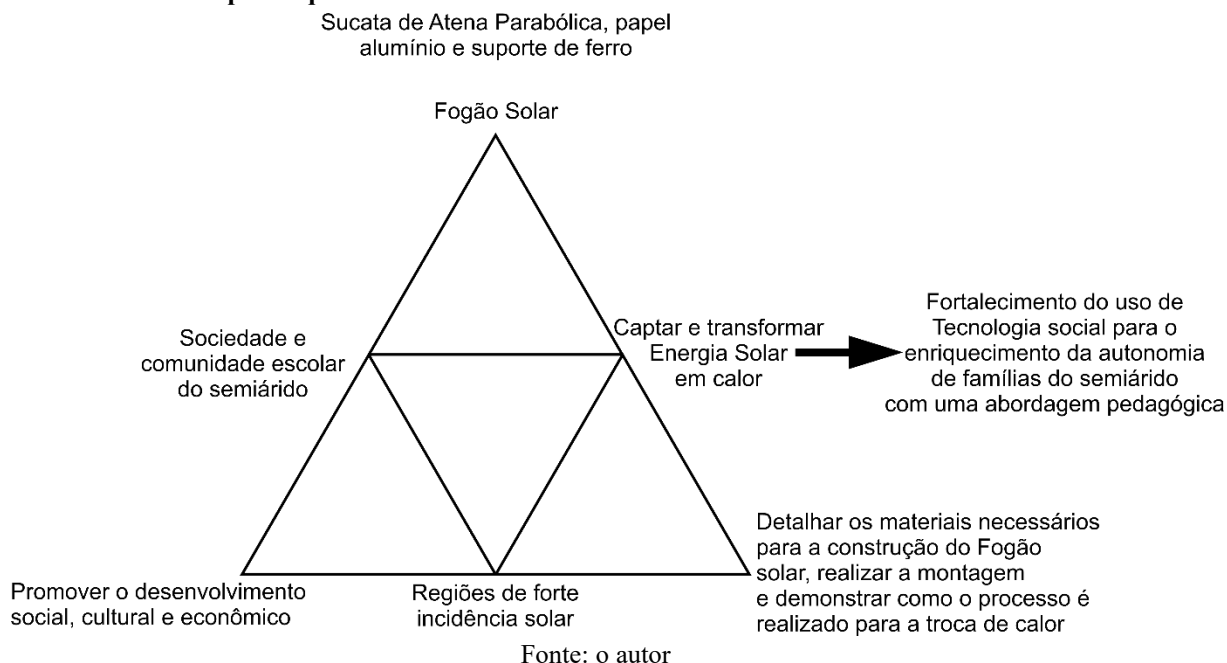 Sucata de Atena Parabólica, papel
alumínio e suporte de ferro
Fogão Solar
Sociedade e
comunidade escolar
do semiárido
Captar e transformar
Energia Solar
em calor
Fortalecimento do uso de
Tecnologia social para o
enriquecimento da autonomia
de famílias do semiárido
com uma abordagem pedagógica
Promover o desenvolvimento
social, cultural e econômico
Regiões de forte
incidência solar
Detalhar os materiais necessários
para a construção do Fogão
solar, realizar a montagem
e demonstrar como o processo é
realizado para a troca de calor
Fonte: o autor